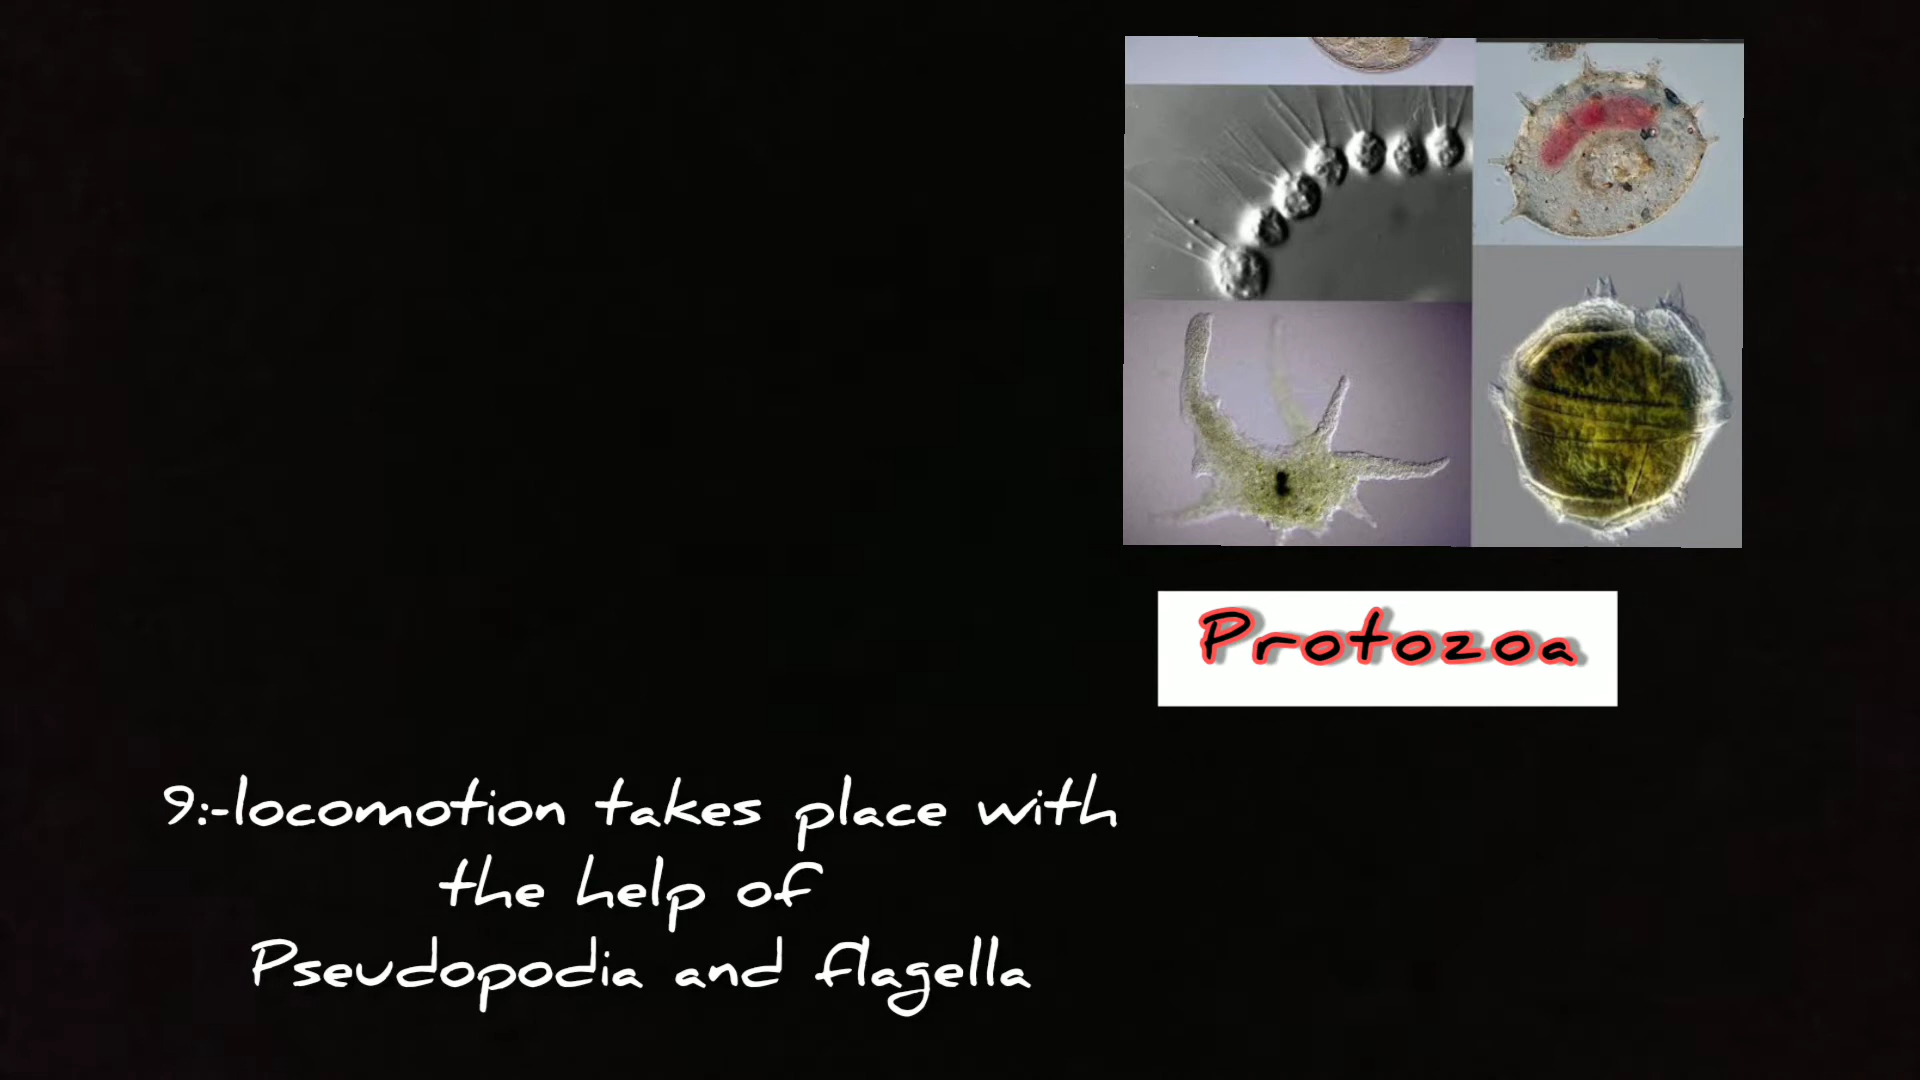 Protozoa
9:-locomotion takes place with
the help of
Pseudopodia and flagella